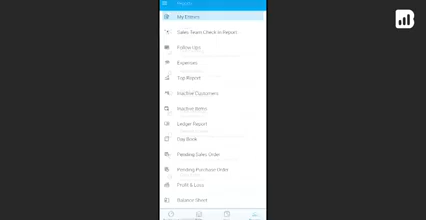 Report
My Entries
Sales Team Check In Report
Follow Ups
Expenses
Top Report
Inactive Customers
Inactive Items
Ledger Report
Day Book
Pending Sales Order
Pending Purchase Order
Profit & Loss
Balance Sheet